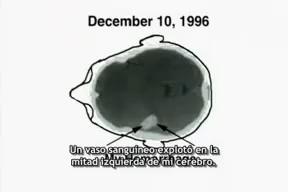 December 10, 1996
Un vaso sanguíneo explotó en la
mitad izquierda de mi cerebro.